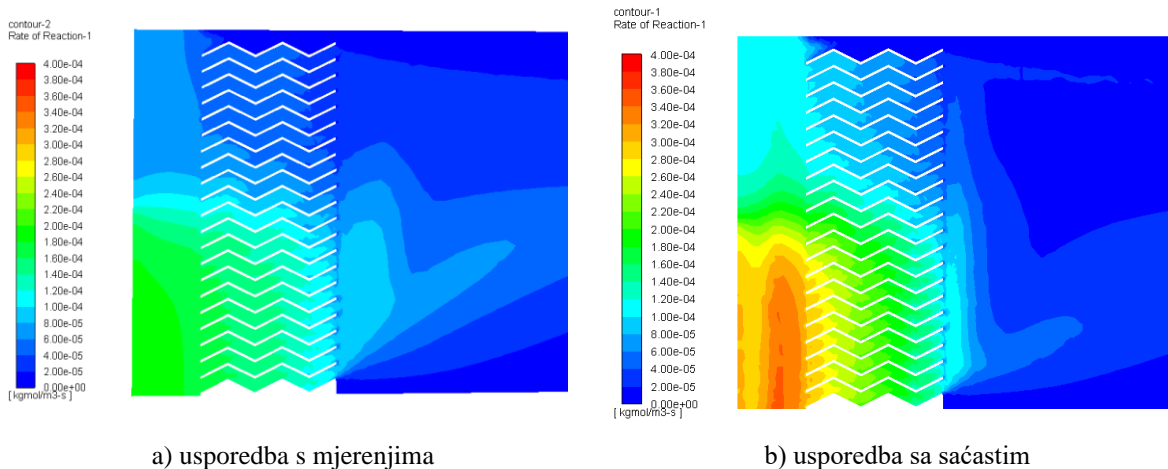 contour-2
Rate of Reaction-1
4.00e-04
3.80e-04
3.60e-04
3.40e-04
3.20e-04
3.00e-04
2.80e-04
2.60e-04
2.40e-04
2.20e-04
2.00e-04
1.80e-04
1.60e-04
1.40e-04
1.20e-04
1.00e-04
8.00e-05
6.00e-05
4.00e-05
2.00e-05
0.00e+00
[ kgmol/m3-s ]
contour-1
Rate of Reaction-1
4.00e-04
3.80e-04
3.60e-04
3.40e-04
3.20e-04
3.00e-04
2.80e-04
2.60e-04
2.40e-04
2.20e-04
2.00e-04
1.80e-04
1.60e-04
1.40e-04
1.20e-04
1.00e-04
8.00e-05
6.00e-05
4.00e-05
2.00e-05
0.00e+00
[ kgmol/m3-s ]
a) usporedba s mjerenjima
b) usporedba sa saćastim